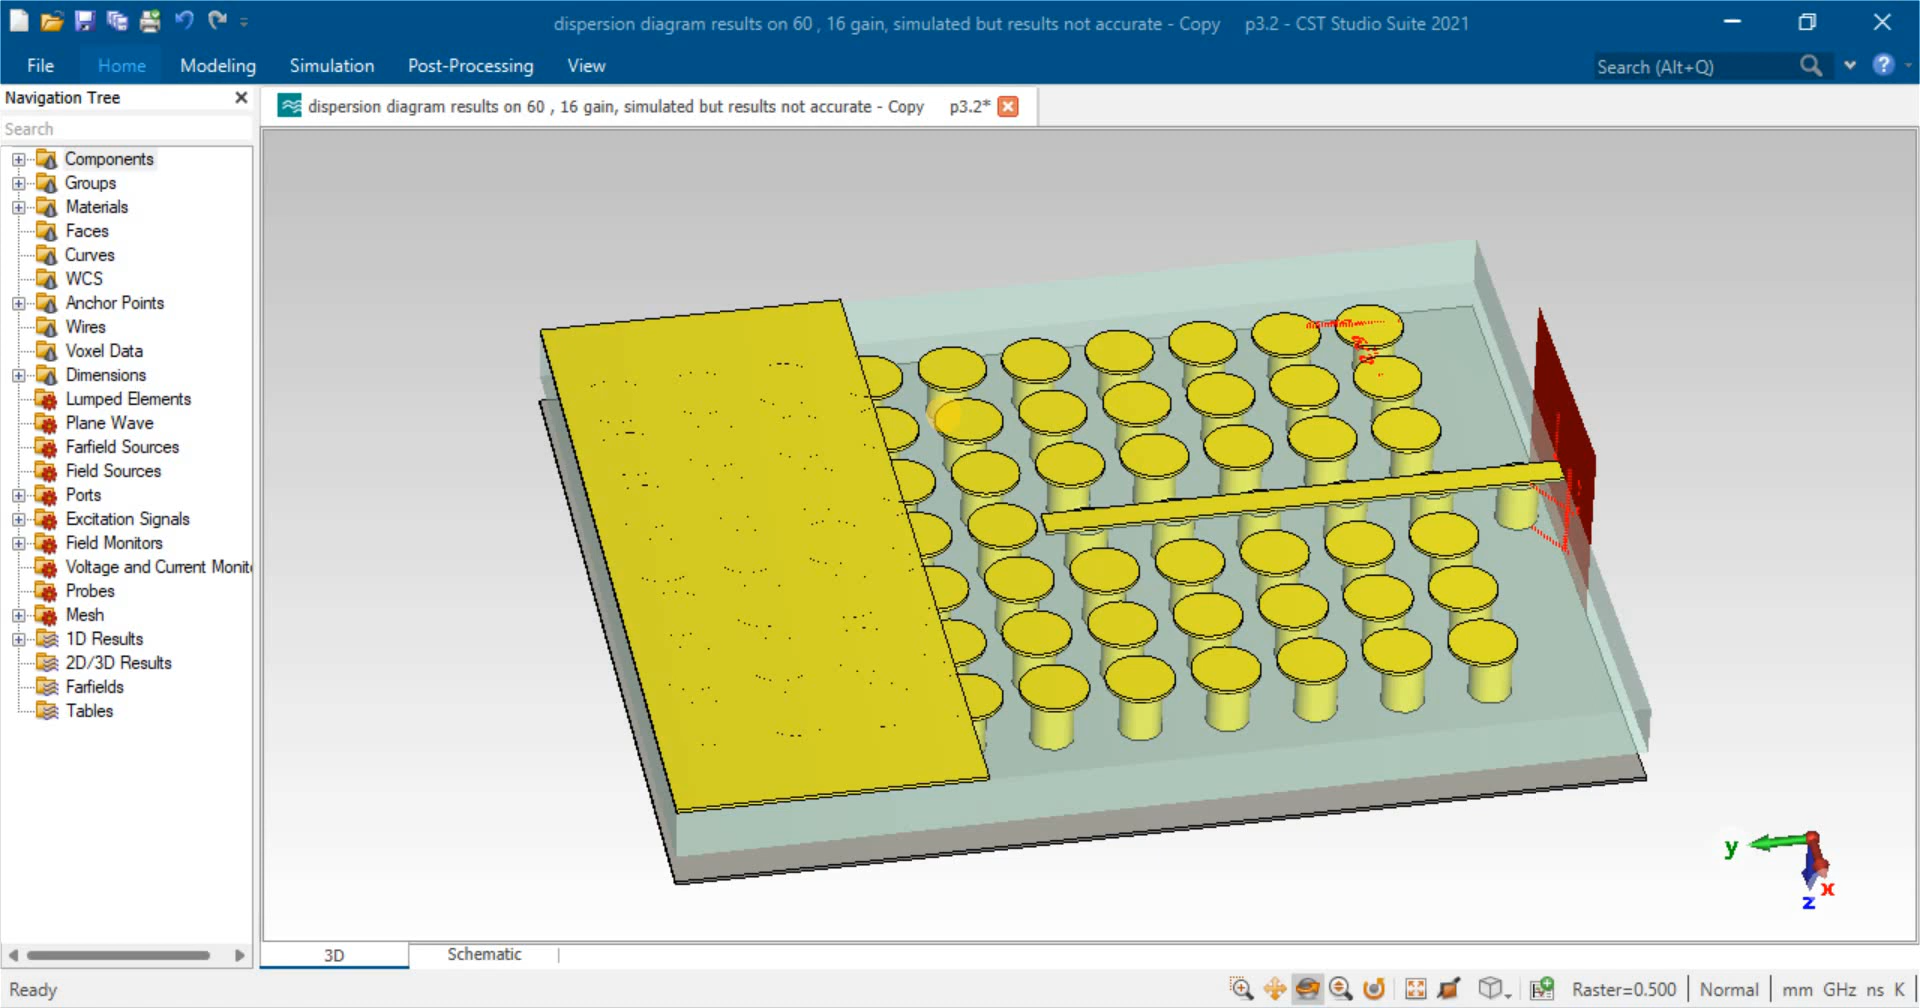 dispersion diagram results on 60 , 16 gain, simulated but results not accurate - Copy p3.2 - CST Studio Suite 2021
File Home Modeling Simulation Post-Processing View Search (Alt+Q)
Navigation Tree
dispersion diagram results on 60 , 16 gain, simulated but results not accurate - Copy p3.2*
Search
Components
Groups
Materials
Faces
Curves
WCS
Anchor Points
Wires
Voxel Data
Dimensions
Lumped Elements
Plane Wave
Farfield Sources
Field Sources
Ports
Excitation Signals
Field Monitors
Voltage and Current Monit
Probes
Mesh
1D Results
2D/3D Results
Farfields
Tables
y
x
z
3D Schematic
Ready Raster=0.500 Normal mm GHz ns K